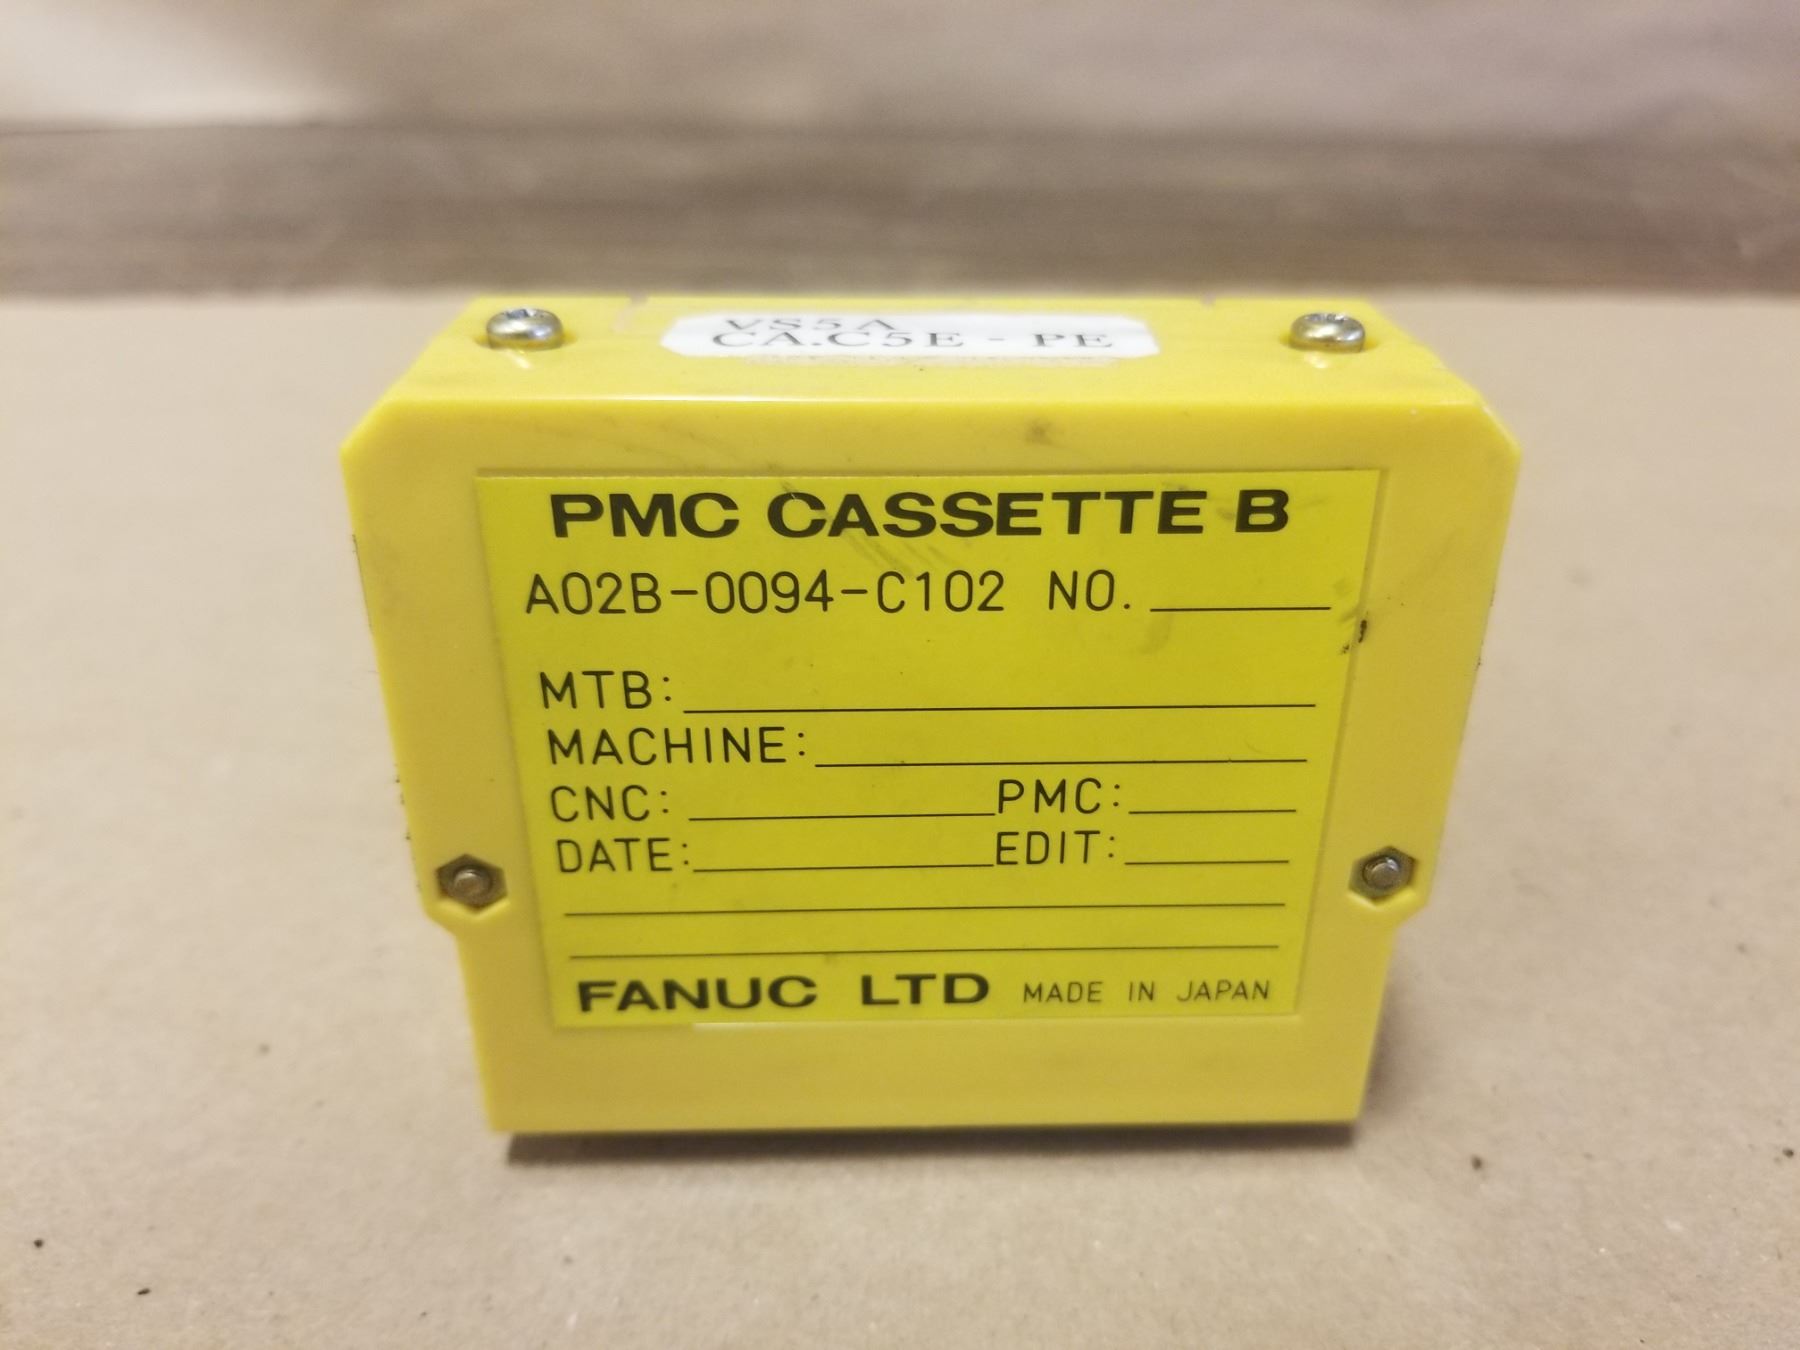 VS5A
CA.C5E - PE
PMC CASSETTE B
A02B-0094-C102 NO.
MTB:
MACHINE:
CNC: PMC:
DATE: EDIT:
FANUC LTD MADE IN JAPAN